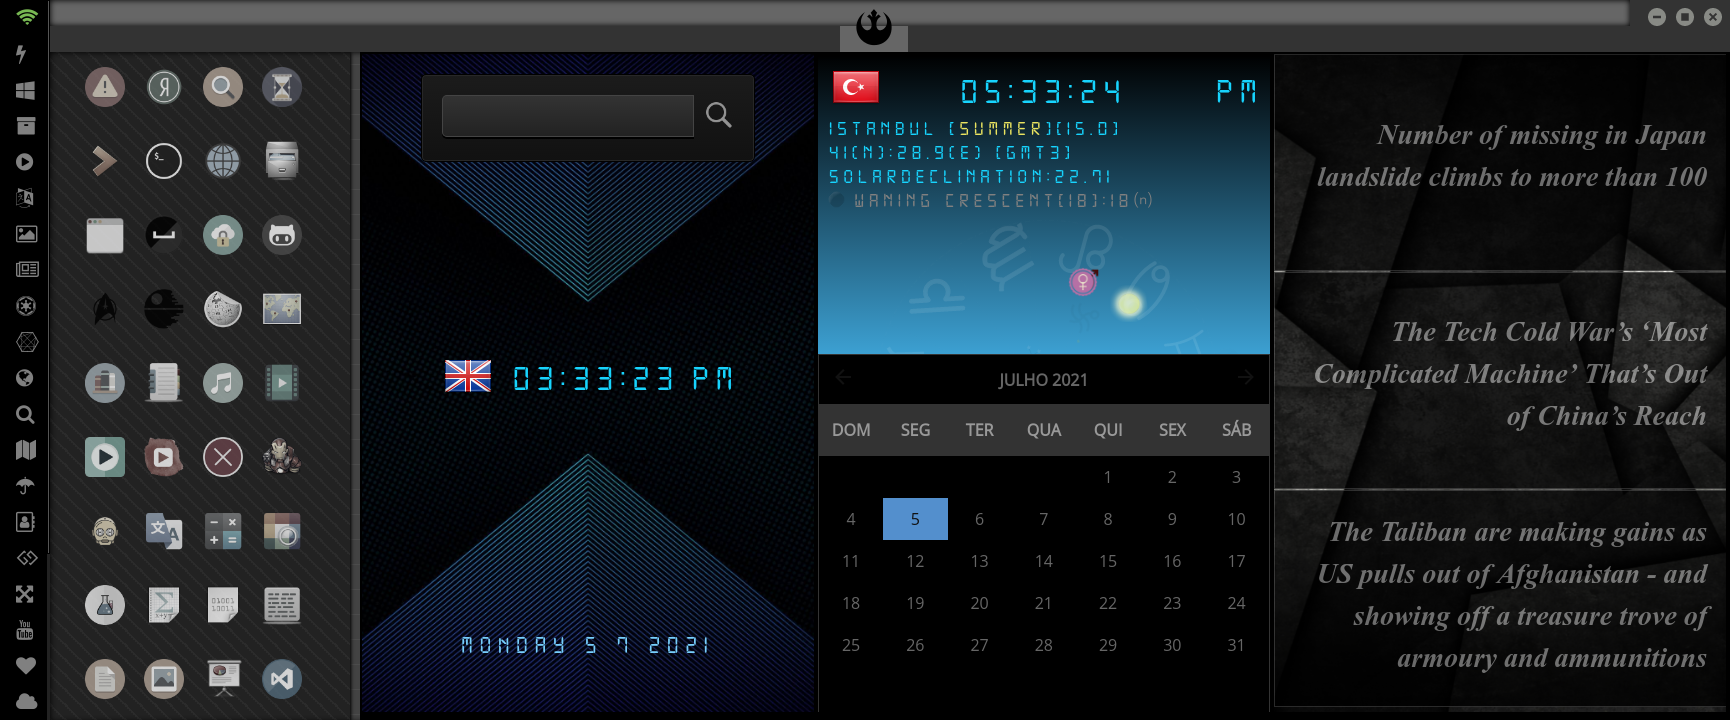 05:33:24 PM
ISTANBUL [SUMMER][15.0]
41(N):28.9(E) [GMT3]
SOLARDECLINATION:22.71
WANING CRESCENT[18]:18(n)
03:33:23 PM
MONDAY 5 7 2021
JULHO 2021
DOM SEG TER QUA QUI SEX SÁB
1 2 3
4 5 6 7 8 9 10
11 12 13 14 15 16 17
18 19 20 21 22 23 24
25 26 27 28 29 30 31
Number of missing in Japan
landslide climbs to more than 100
The Tech Cold War’s ‘Most
Complicated Machine’ That’s Out
of China’s Reach
The Taliban are making gains as
US pulls out of Afghanistan - and
showing off a treasure trove of
armoury and ammunitions
You
Tube
Я
$_
文A
Σ
x+y=
01001
10011